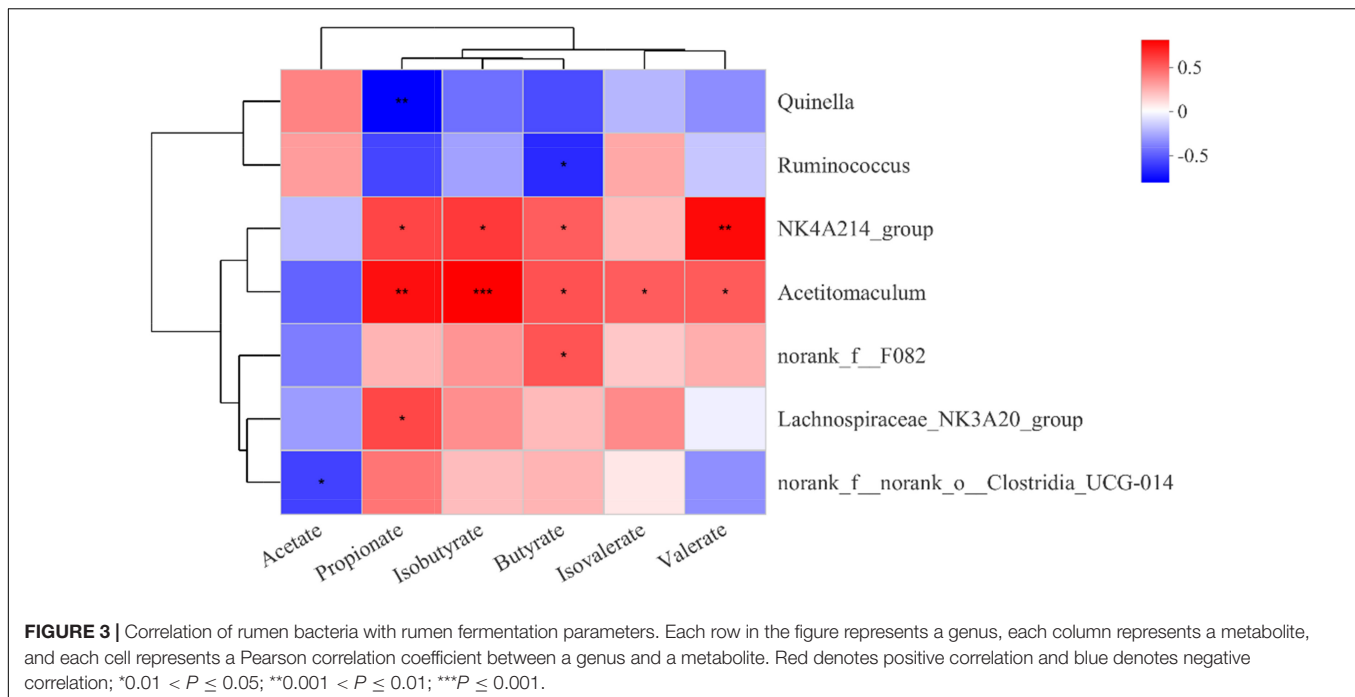 0.5
0
-0.5
**
Quinella
*
Ruminococcus
* * * **
NK4A214_group
** *** * * *
Acetitomaculum
*
norank_f__F082
*
Lachnospiraceae_NK3A20_group
*
norank_f__norank_o__Clostridia_UCG-014
Acetate
Propionate
Isobutyrate
Butyrate
Isovalerate
Valerate
FIGURE 3 | Correlation of rumen bacteria with rumen fermentation parameters. Each row in the figure represents a genus, each column represents a metabolite,
and each cell represents a Pearson correlation coefficient between a genus and a metabolite. Red denotes positive correlation and blue denotes negative
correlation; *0.01 < P ≤ 0.05; **0.001 < P ≤ 0.01; ***P ≤ 0.001.